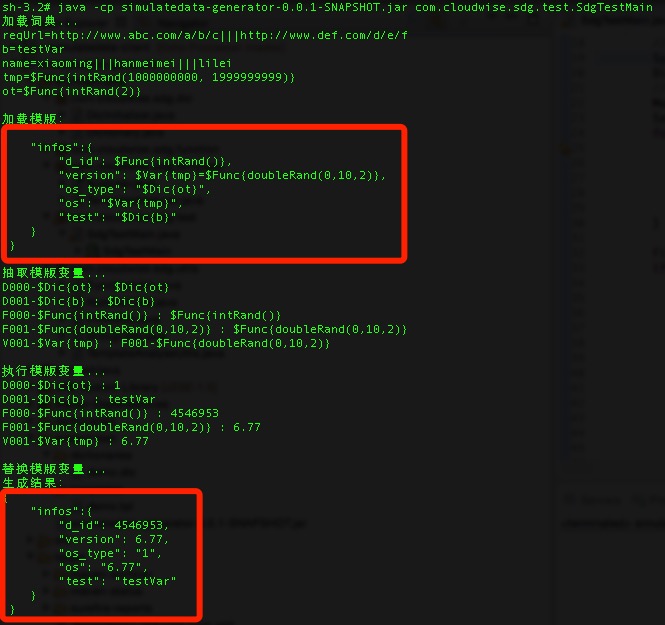 sh-3.2# java -cp simulatedata-generator-0.0.1-SNAPSHOT.jar com.cloudwise.sdg.test.SdgTestMain
加载词典...
reqUrl=http://www.abc.com/a/b/c|||http://www.def.com/d/e/f
b=testVar
name=xiaoming|||hanmeimei|||lilei
tmp=$Func{intRand(1000000000, 1999999999)}
ot=$Func{intRand(2)}
加载模版:
"infos":{
"d_id": $Func{intRand()},
"version": $Var{tmp}=$Func{doubleRand(0,10,2)},
"os_type": "$Dic{ot}",
"os": "$Var{tmp}",
"test": "$Dic{b}"
}
}
抽取模版变量...
D000-$Dic{ot} : $Dic{ot}
D001-$Dic{b} : $Dic{b}
F000-$Func{intRand()} : $Func{intRand()}
F001-$Func{doubleRand(0,10,2)} : $Func{doubleRand(0,10,2)}
V001-$Var{tmp} : F001-$Func{doubleRand(0,10,2)}
执行模版变量...
D000-$Dic{ot} : 1
D001-$Dic{b} : testVar
F000-$Func{intRand()} : 4546953
F001-$Func{doubleRand(0,10,2)} : 6.77
V001-$Var{tmp} : 6.77
替换模版变量...
生成结果:
{
"infos":{
"d_id": 4546953,
"version": 6.77,
"os_type": "1",
"os": "6.77",
"test": "testVar"
}
}